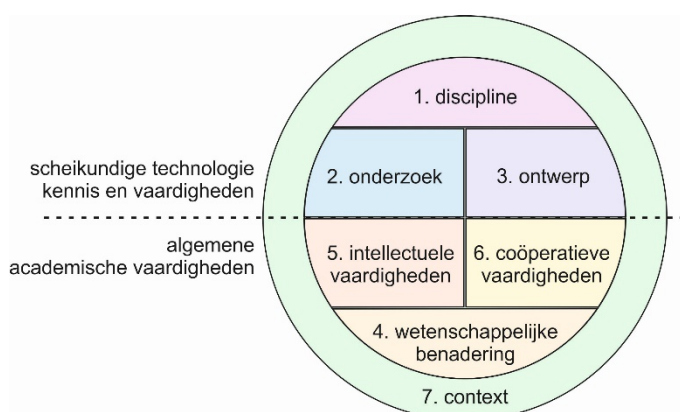 1. discipline
scheikundige technologie
kennis en vaardigheden
2. onderzoek
3. ontwerp
algemene
academische vaardigheden
5. intellectuele
vaardigheden
6. coöperatieve
vaardigheden
4. wetenschappelijke
benadering
7. context